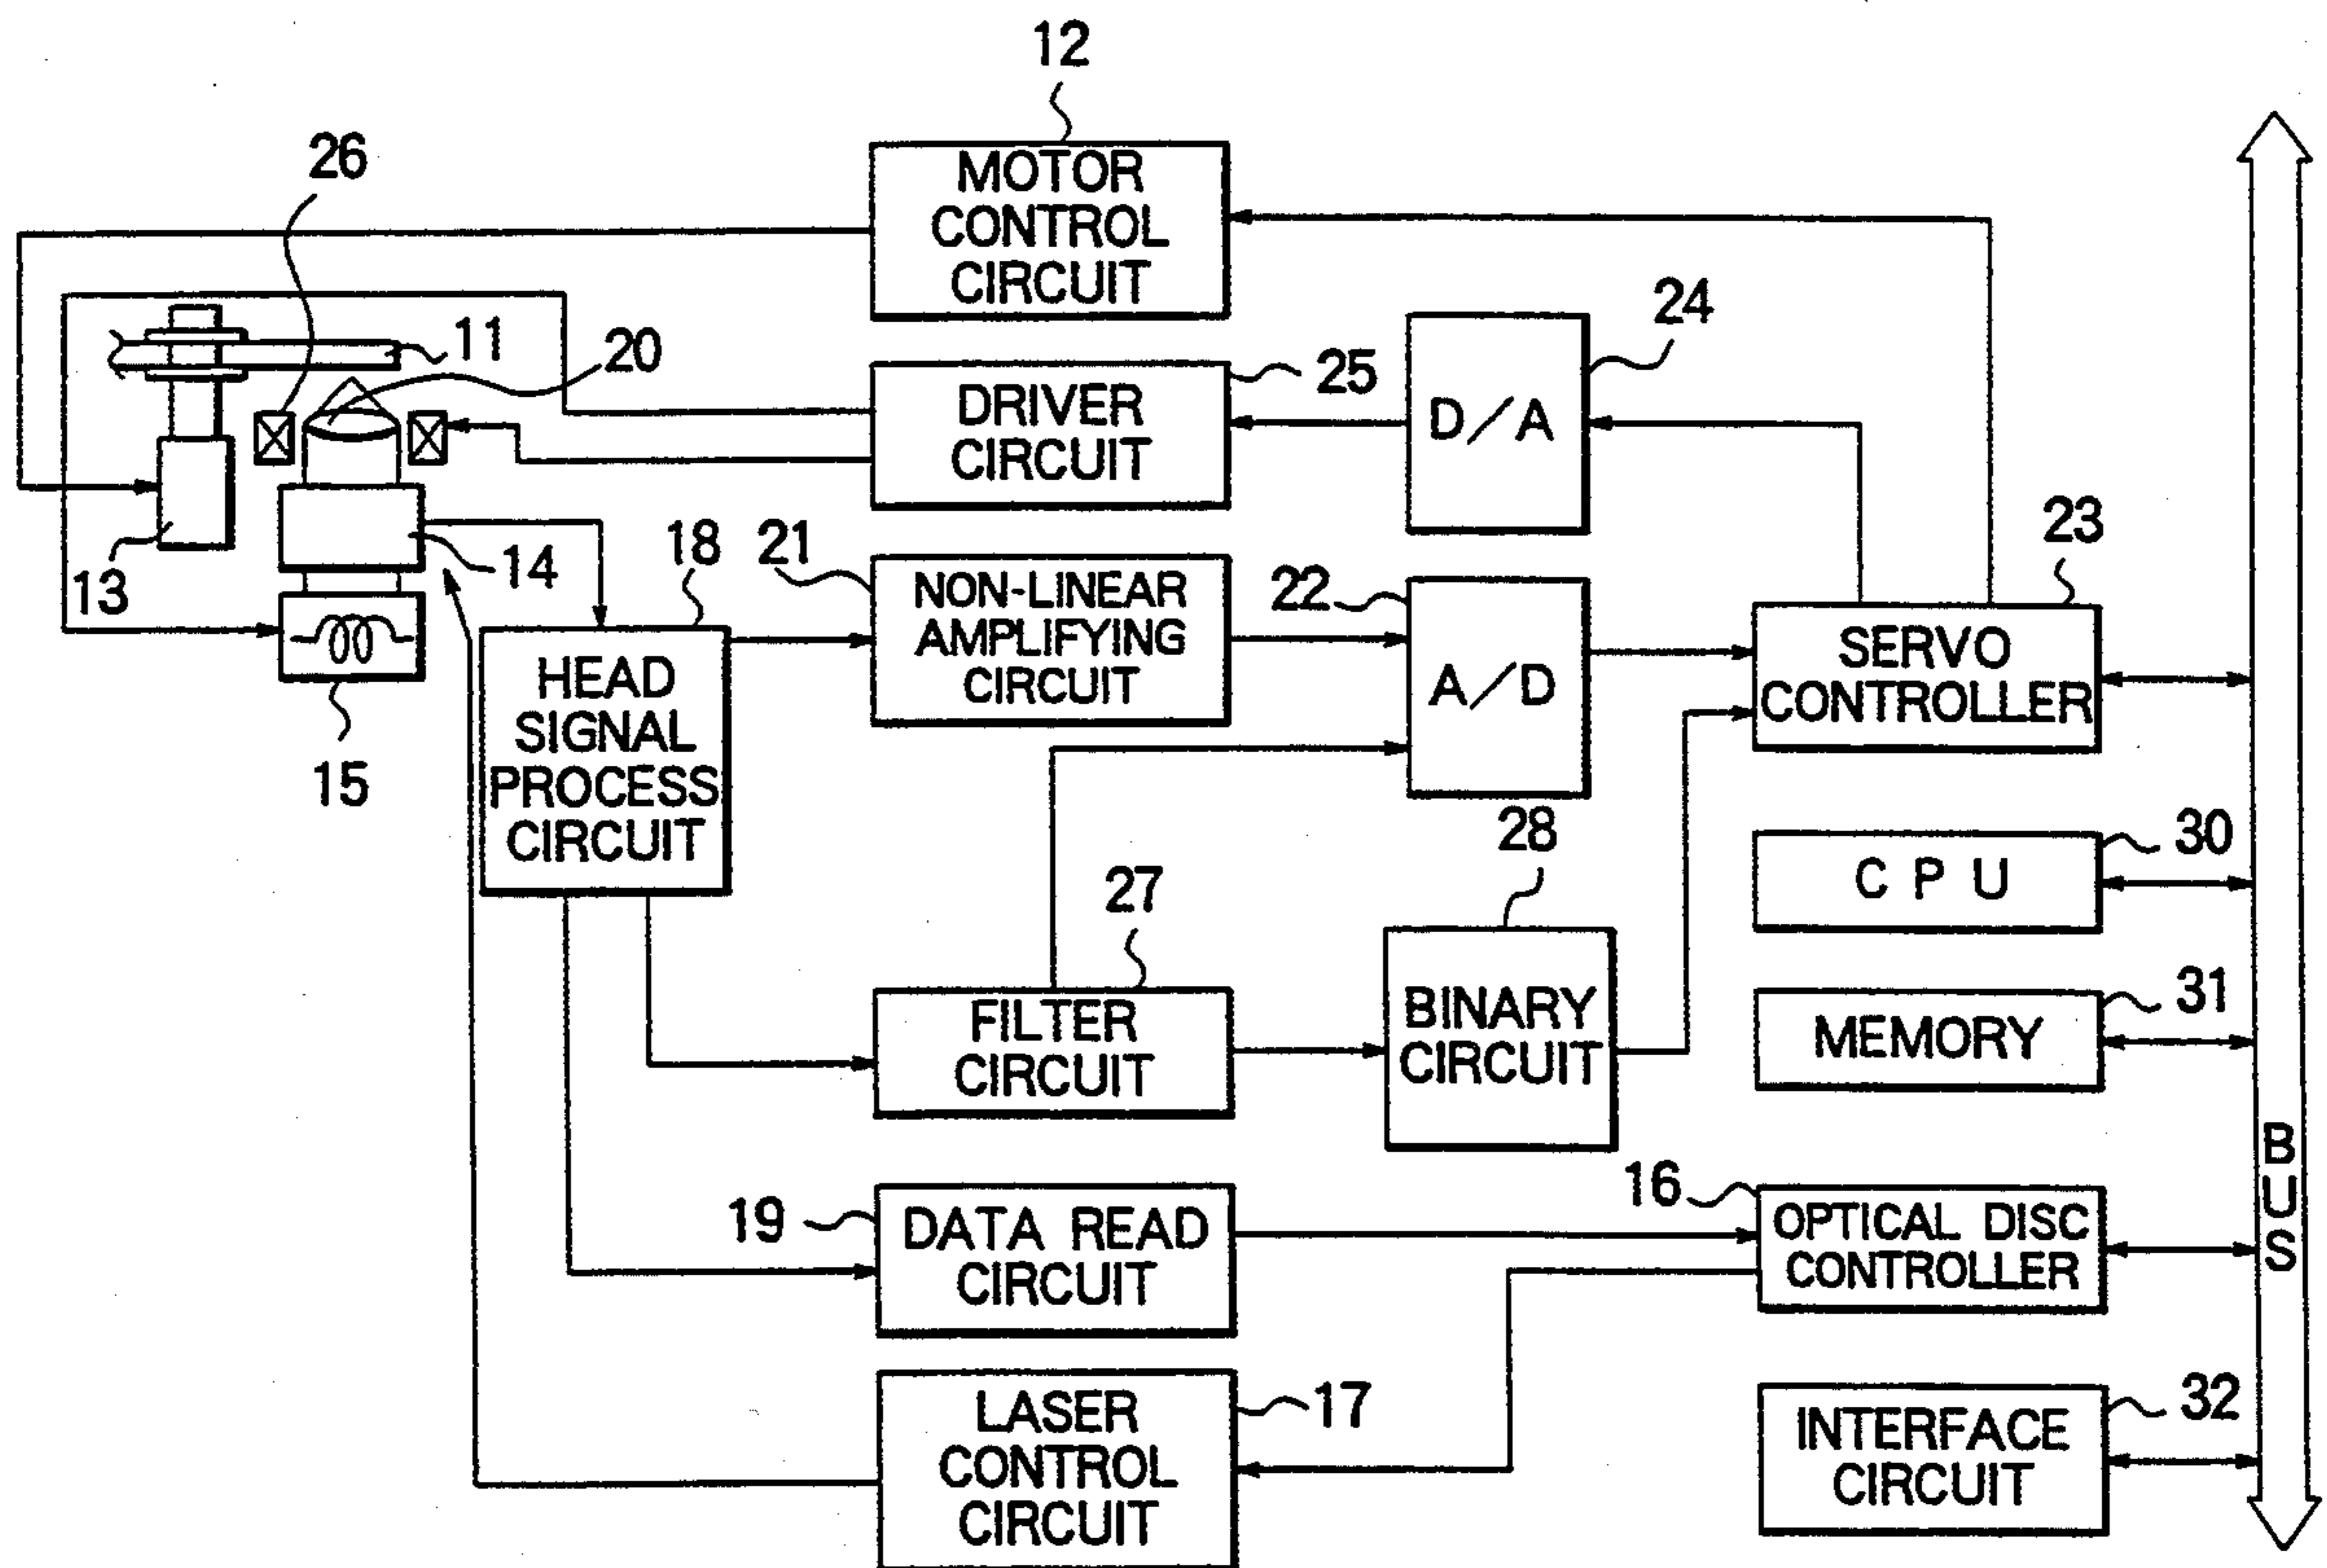 12
MOTOR
CONTROL
CIRCUIT
26
11
20
24
D/A
25
DRIVER
CIRCUIT
13
14
15
18
HEAD
SIGNAL
PROCESS
CIRCUIT
21
NON-LINEAR
AMPLIFYING
CIRCUIT
22
A/D
23
SERVO
CONTROLLER
30
CPU
27
FILTER
CIRCUIT
28
BINARY
CIRCUIT
31
MEMORY
19
DATA READ
CIRCUIT
16
OPTICAL DISC
CONTROLLER
17
LASER
CONTROL
CIRCUIT
32
INTERFACE
CIRCUIT
BUS